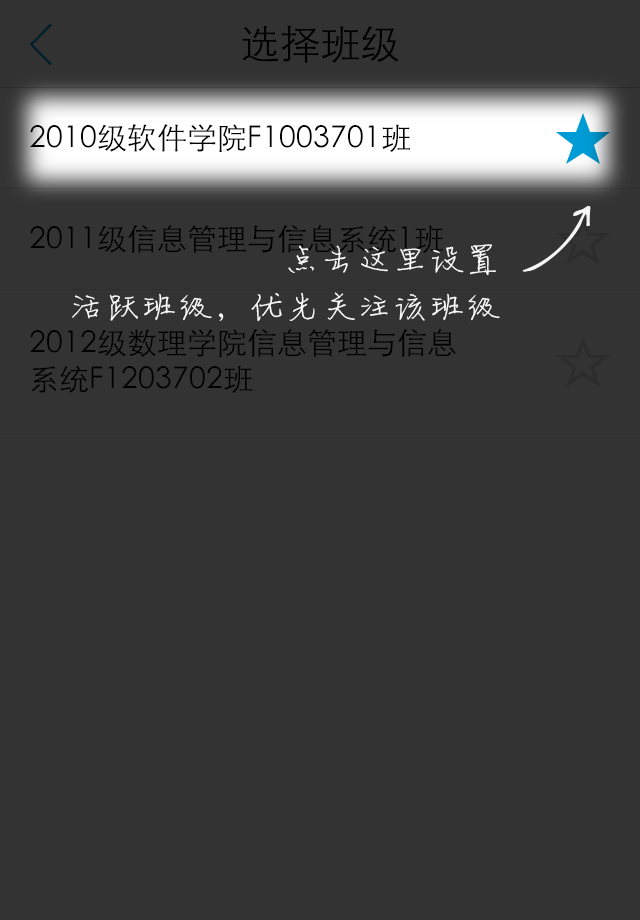 选择班级
2010级软件学院F1003701班
2011级信息管理与信息系统1班
点击这里设置
活跃班级，优先关注该班级
2012级数理学院信息管理与信息
系统F1203702班